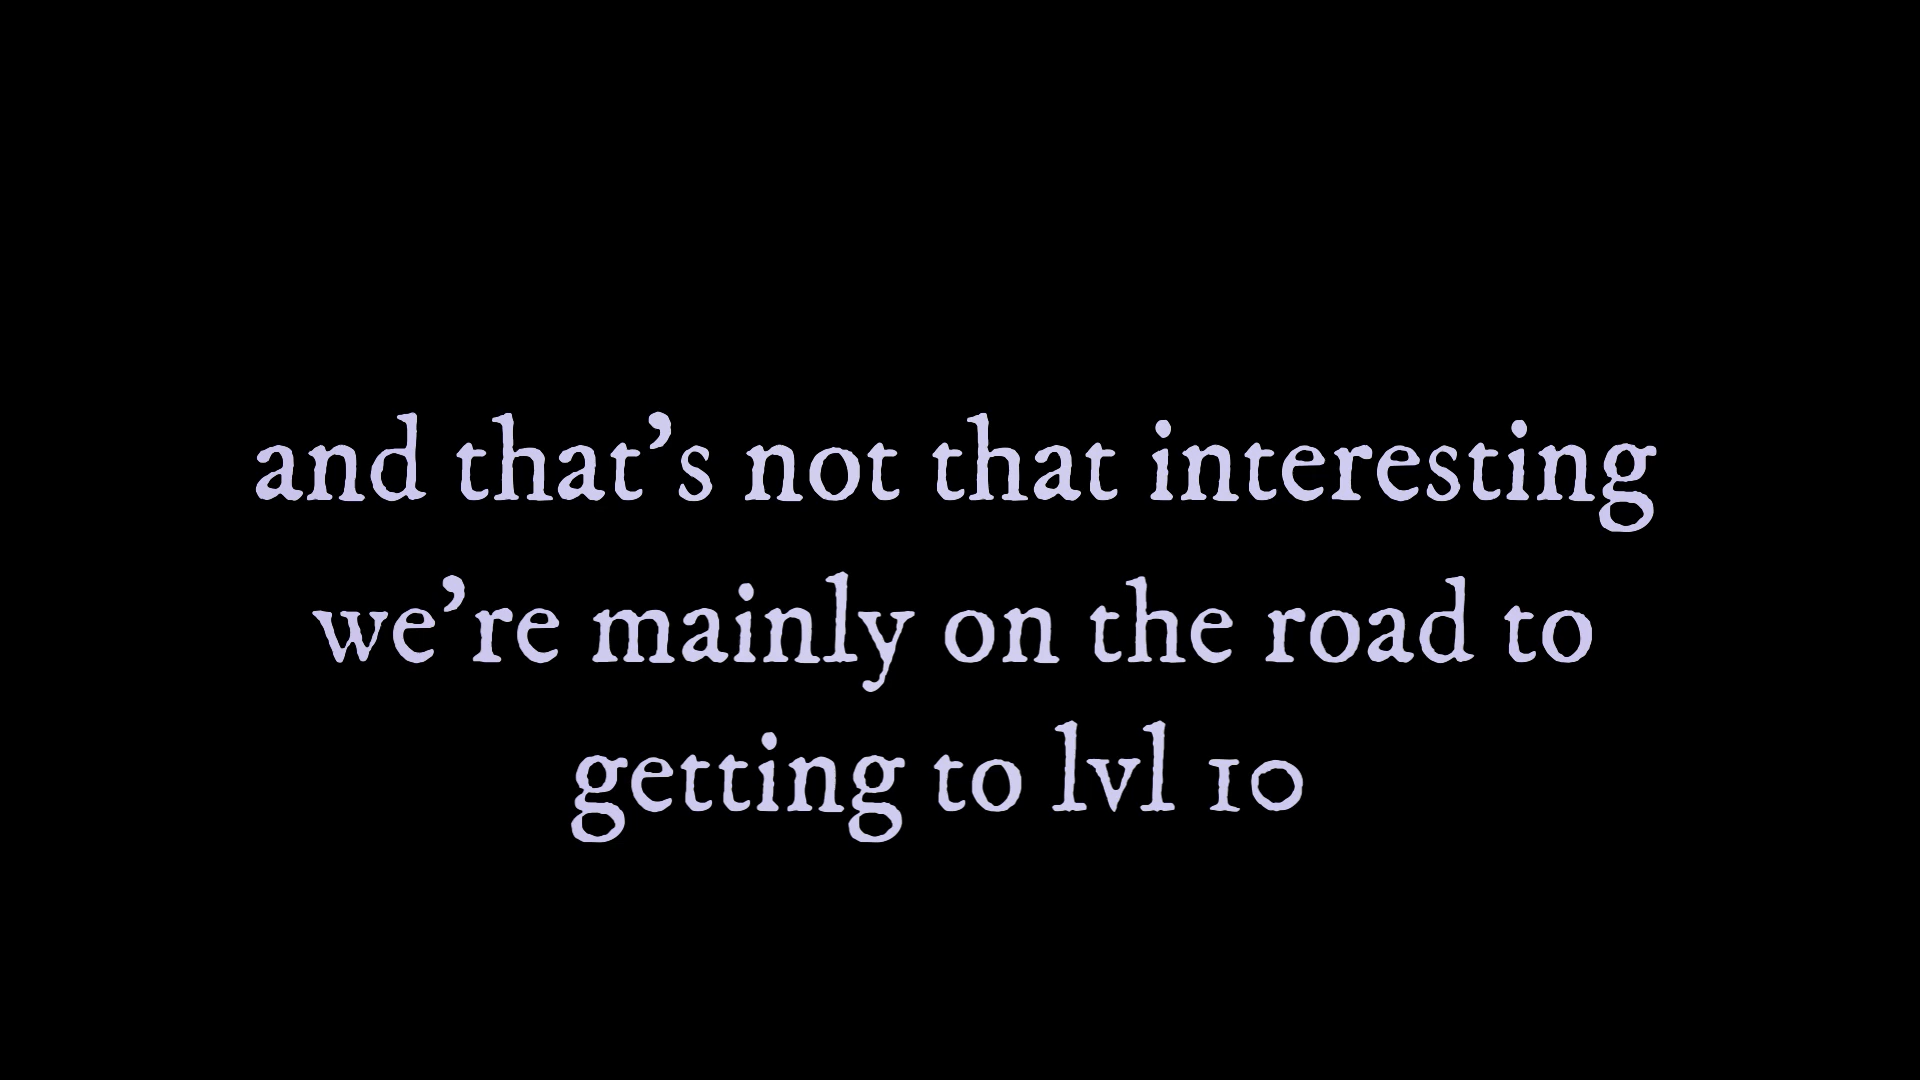 and that’s not that interesting
we’re mainly on the road to
getting to lvl 10